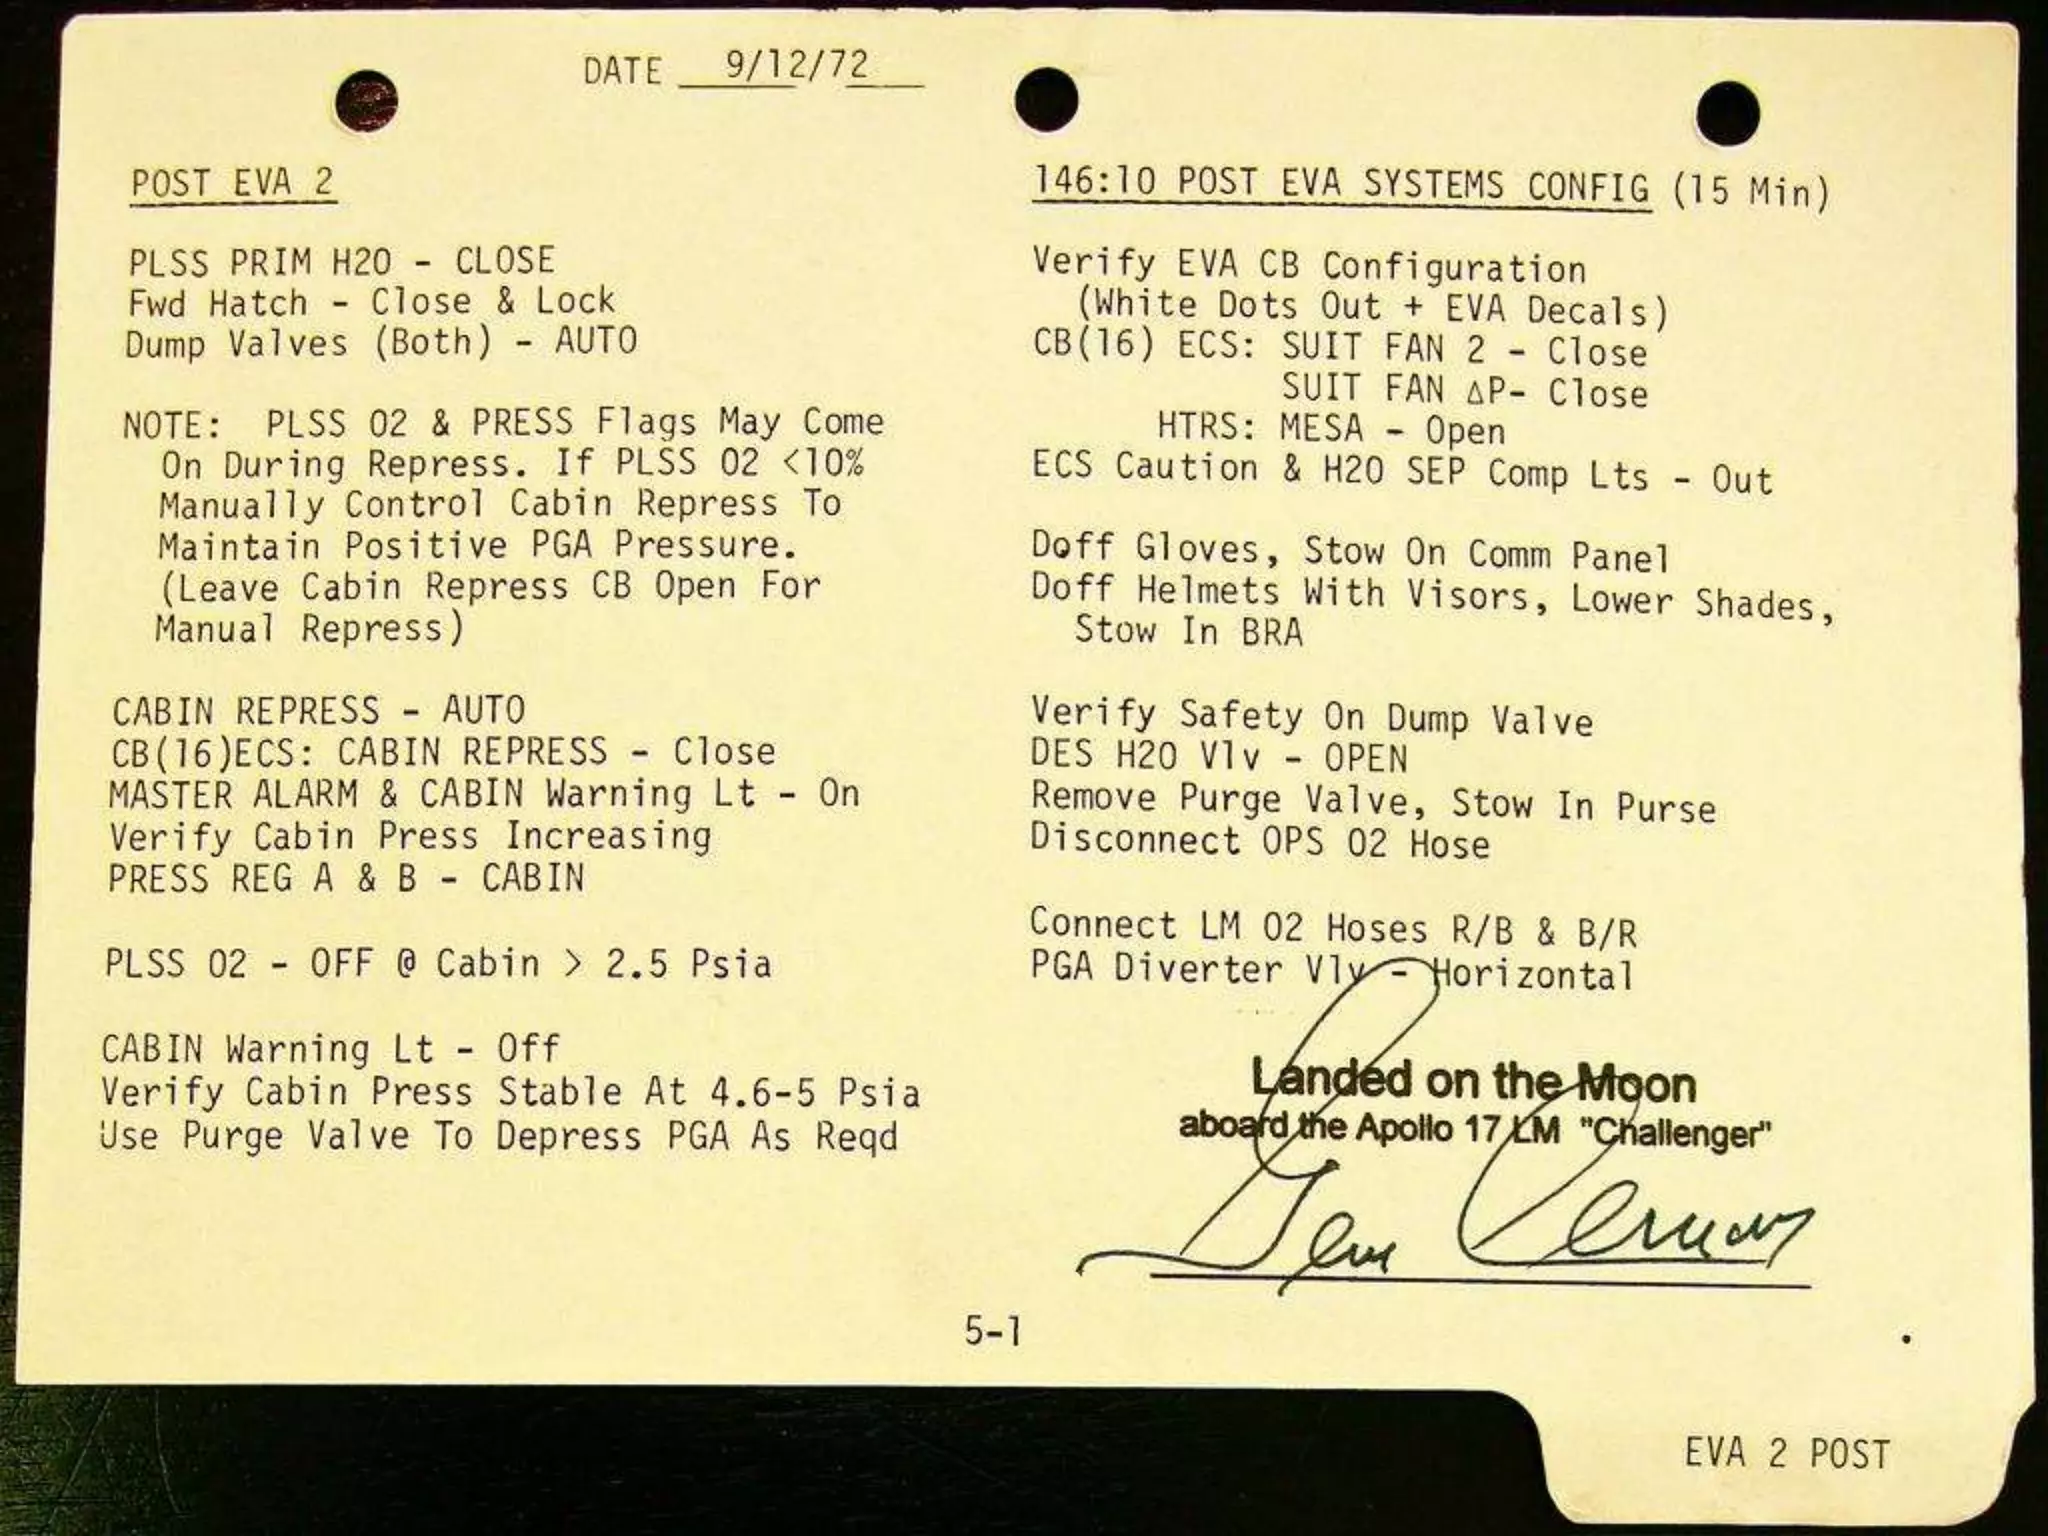 DATE 9/12/72
POST EVA 2
PLSS PRIM H2O - CLOSE
Fwd Hatch - Close & Lock
Dump Valves (Both) - AUTO
NOTE: PLSS O2 & PRESS Flags May Come
On During Repress. If PLSS O2 <10%
Manually Control Cabin Repress To
Maintain Positive PGA Pressure.
(Leave Cabin Repress CB Open For
Manual Repress)
CABIN REPRESS - AUTO
CB(16)ECS: CABIN REPRESS - Close
MASTER ALARM & CABIN Warning Lt - On
Verify Cabin Press Increasing
PRESS REG A & B - CABIN
PLSS O2 - OFF @ Cabin > 2.5 Psia
CABIN Warning Lt - Off
Verify Cabin Press Stable At 4.6-5 Psia
Use Purge Valve To Depress PGA As Reqd
146:10 POST EVA SYSTEMS CONFIG (15 Min)
Verify EVA CB Configuration
(White Dots Out + EVA Decals)
CB(16) ECS: SUIT FAN 2 - Close
SUIT FAN ΔP- Close
HTRS: MESA - Open
ECS Caution & H2O SEP Comp Lts - Out
Doff Gloves, Stow On Comm Panel
Doff Helmets With Visors, Lower Shades,
Stow In BRA
Verify Safety On Dump Valve
DES H2O Vlv - OPEN
Remove Purge Valve, Stow In Purse
Disconnect OPS O2 Hose
Connect LM O2 Hoses R/B & B/R
PGA Diverter Vlv - Horizontal
Landed on the Moon
aboard the Apollo 17 LM "Challenger"
Gene Cernan
5-1
EVA 2 POST